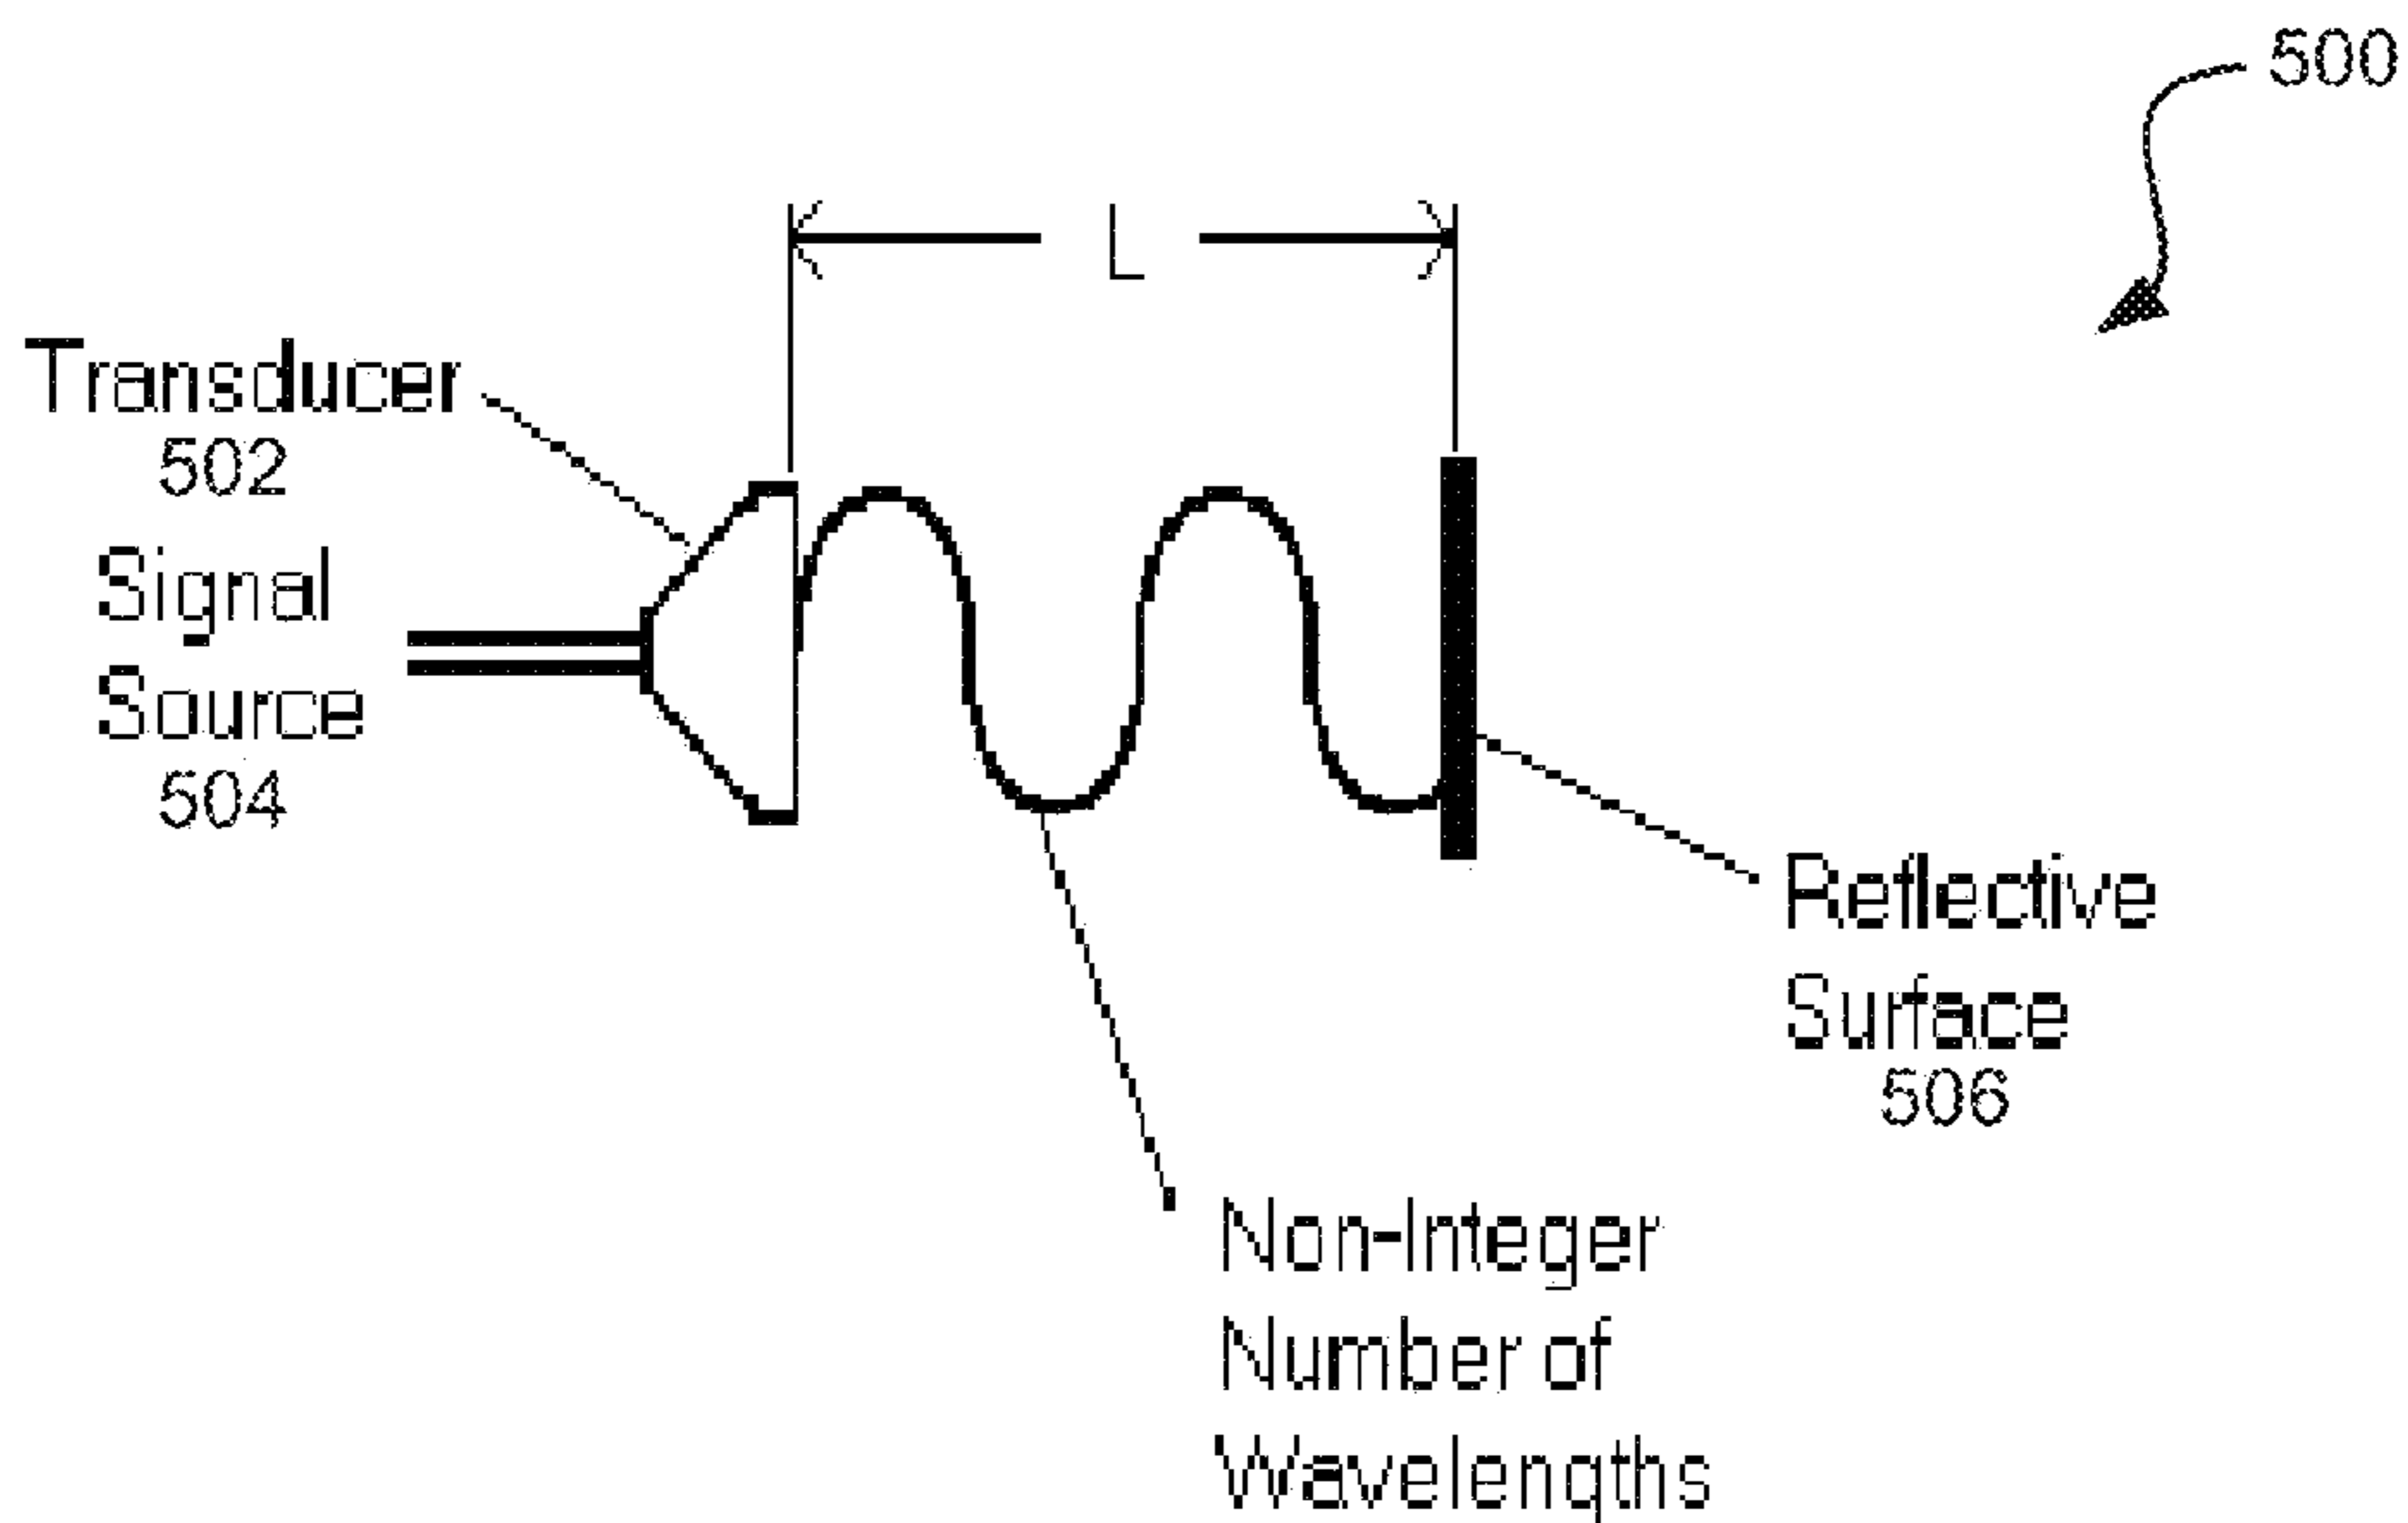 500
L
Transducer
502
Signal
Source
504
Reflective
Surface
506
Non-Integer
Number of
Wavelengths